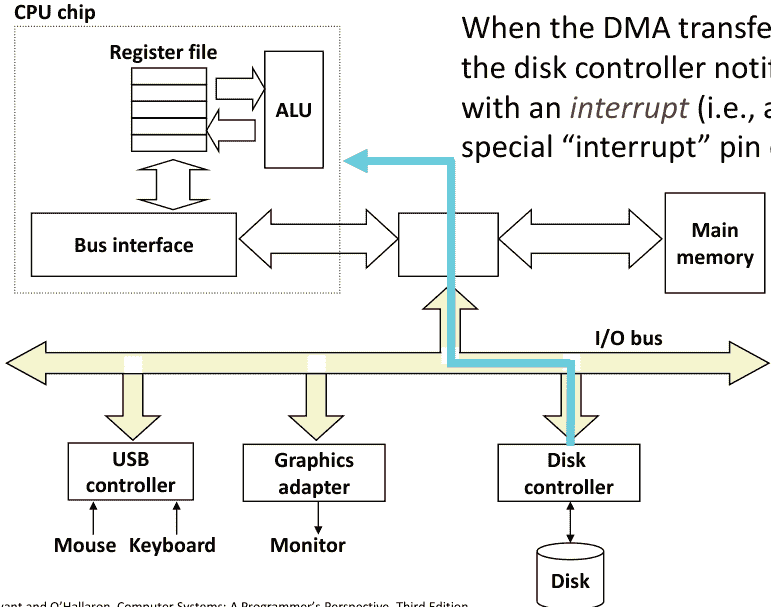 CPU chip
When the DMA transfe
the disk controller notif
with an interrupt (i.e., a
special “interrupt” pin
Register file
ALU
Bus interface
Main
memory
I/O bus
USB
controller
Graphics
adapter
Disk
controller
Mouse
Keyboard
Monitor
Disk
yant and O’Hallaron, Computer Systems: A Programmer’s Perspective, Third Edition